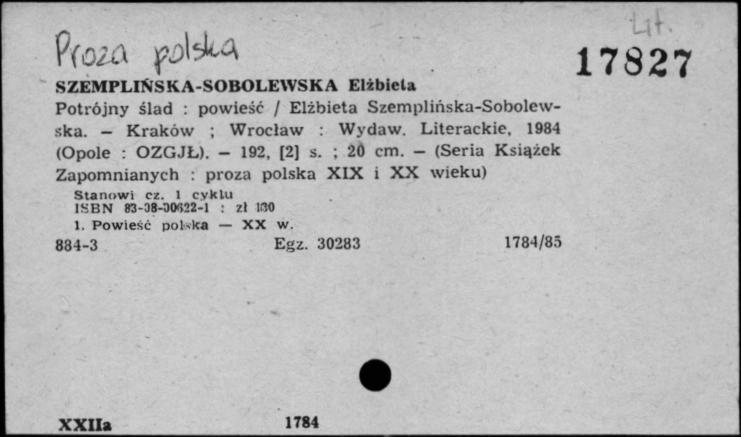 Lit.
Proza polska
17827
SZEMPLIŃSKA-SOBOLEWSKA Elżbieta
Potrójny ślad : powieść / Elżbieta Szemplińska-Sobolew-
ska. — Kraków ; Wrocław : Wydaw. Literackie, 1984
(Opole : OZGJŁ). — 192, [2] s. ; 20 cm. — (Seria Książek
Zapomnianych : proza polska XIX i XX wieku)
Stanowi cz. 1 cyklu
ISBN 83-08-00622-1 : zł 130
1. Powieść polska — XX w.
884-3 Egz. 30283 1784/85
XXIIa 1784